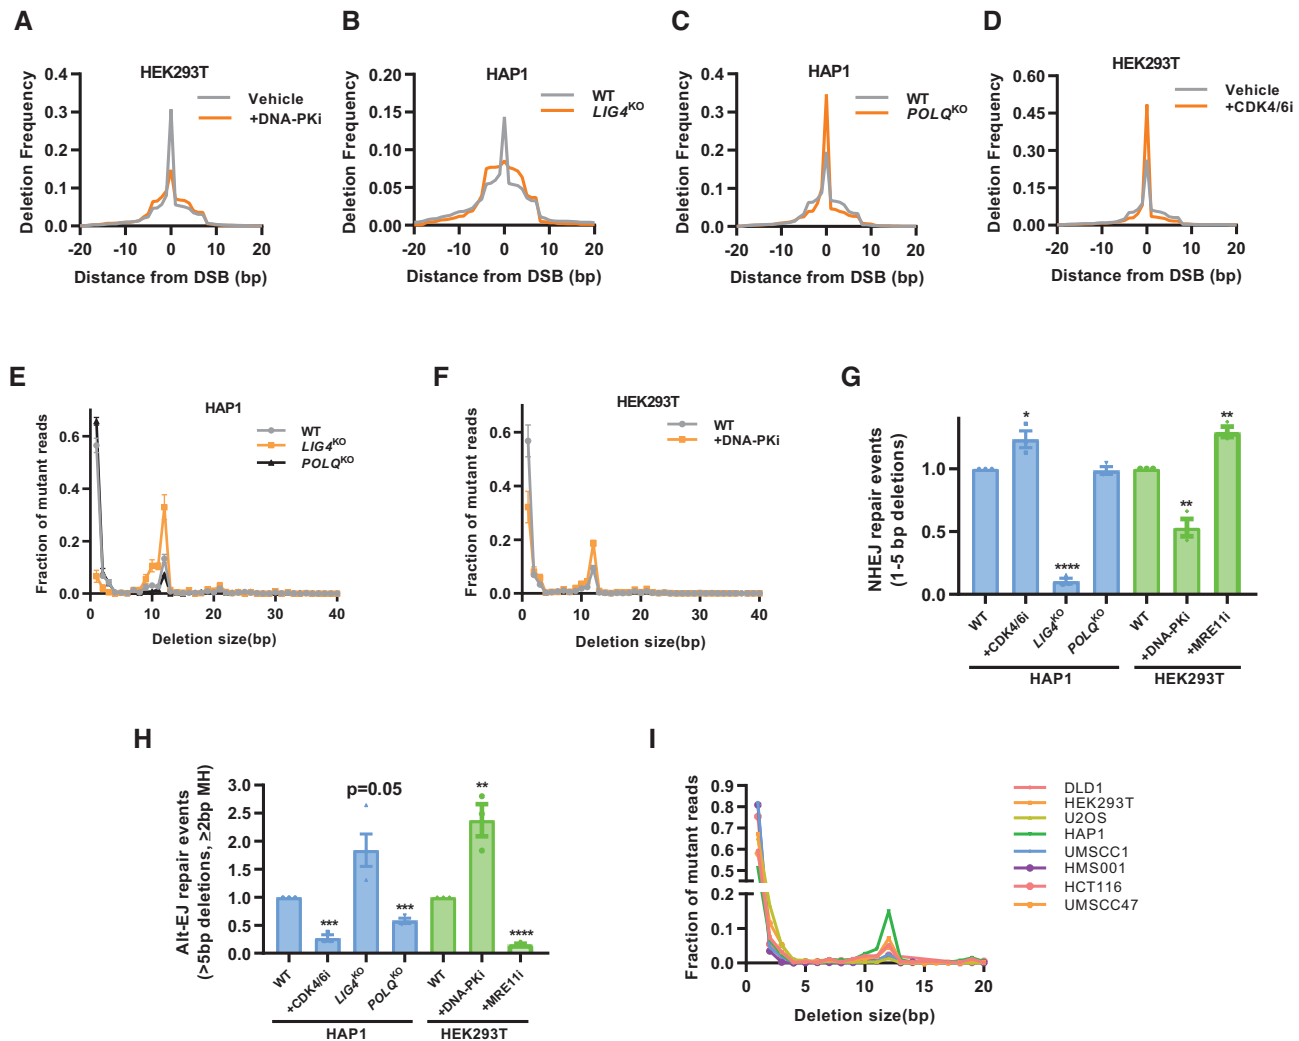 A
HEK293T
Deletion Frequency
0.4
0.3
0.2
0.1
0.0
-20 -10 0 10 20
Distance from DSB (bp)
Vehicle
+DNA-PKi
B
HAP1
Deletion Frequency
0.20
0.15
0.10
0.05
0.00
-20 -10 0 10 20
Distance from DSB (bp)
WT
LIG4KO
C
HAP1
Deletion Frequency
0.4
0.3
0.2
0.1
0.0
-20 -10 0 10 20
Distance from DSB (bp)
WT
POLQKO
D
HEK293T
Deletion Frequency
0.60
0.45
0.30
0.15
0.00
-20 -10 0 10 20
Distance from DSB (bp)
Vehicle
+CDK4/6i
E
HAP1
Fraction of mutant reads
0.6
0.4
0.2
0.0
0 10 20 30 40
Deletion size(bp)
WT
LIG4KO
POLQKO
F
HEK293T
Fraction of mutant reads
0.6
0.4
0.2
0.0
0 10 20 30 40
Deletion size(bp)
WT
+DNA-PKi
G
NHEJ repair events
(1-5 bp deletions)
1.0
0.5
0.0
*
****
**
**
WT
+CDK4/6i
LIG4KO
POLQKO
WT
+DNA-PKi
+MRE11i
HAP1
HEK293T
H
Alt-EJ repair events
(>5bp deletions, ≥2bp MH)
3.0
2.5
2.0
1.5
1.0
0.5
0.0
***
p=0.05
***
**
****
WT
+CDK4/6i
LIG4KO
POLQKO
WT
+DNA-PKi
+MRE11i
HAP1
HEK293T
I
Fraction of mutant reads
0.9
0.8
0.7
0.6
0.5
0.2
0.1
0.0
0 5 10 15 20
Deletion size(bp)
DLD1
HEK293T
U2OS
HAP1
UMSCC1
HMS001
HCT116
UMSCC47